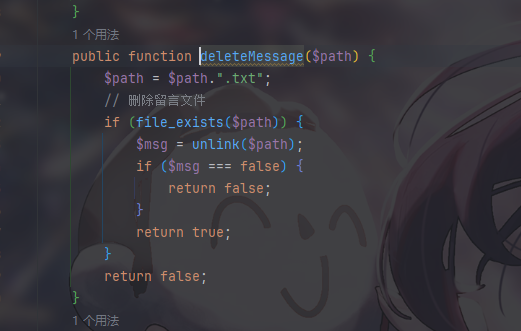 }
1 个用法
public function deleteMessage($path) {
$path = $path.".txt";
// 删除留言文件
if (file_exists($path)) {
$msg = unlink($path);
if ($msg === false) {
return false;
}
return true;
}
return false;
}
1 个用法